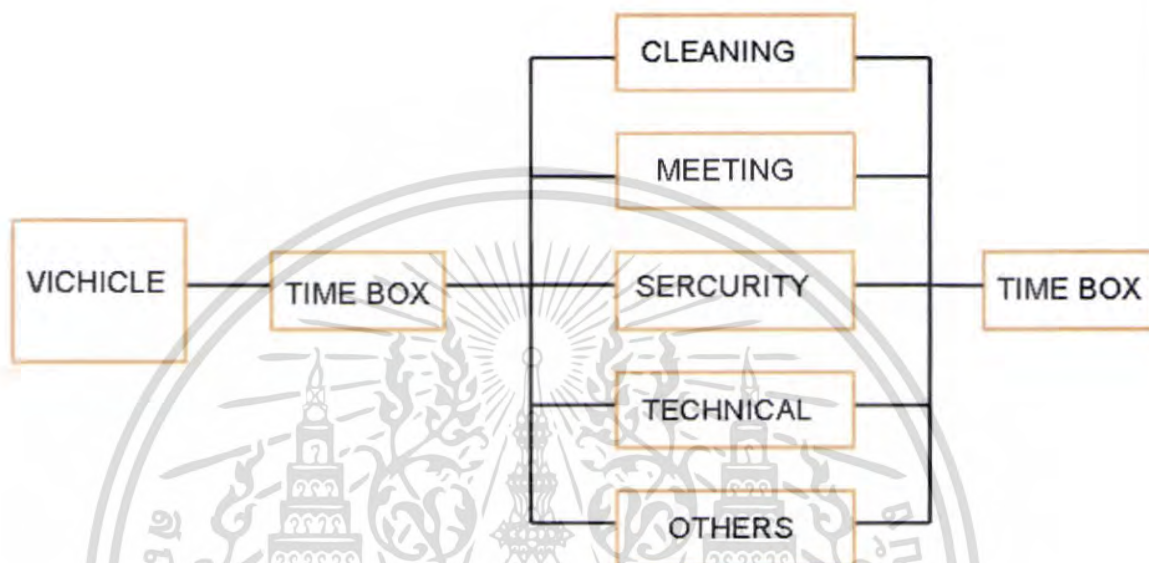 CLEANING
MEETING
VICHICLE
TIME BOX
SERCURITY
TIME BOX
TECHNICAL
OTHERS